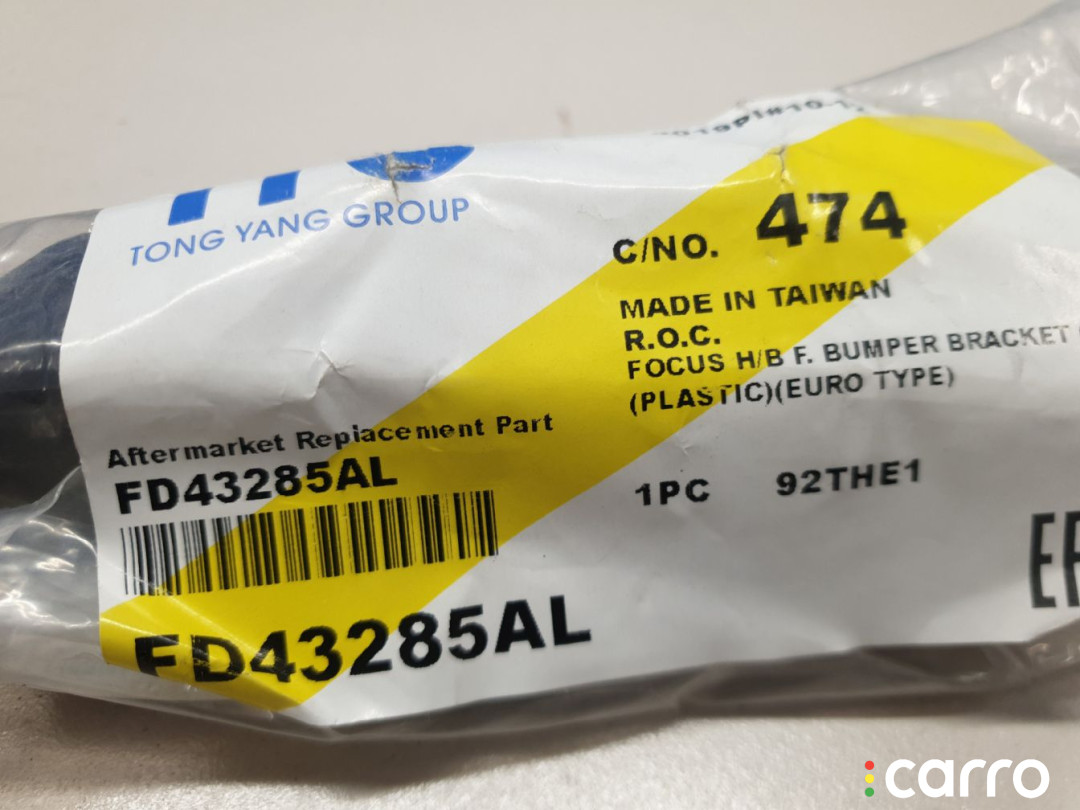 TONG YANG GROUP
C/NO. 474
MADE IN TAIWAN
R.O.C.
FOCUS H/B F. BUMPER BRACKET
(PLASTIC)(EURO TYPE)
Aftermarket Replacement Part
FD43285AL
1PC 92THE1
FD43285AL
carro